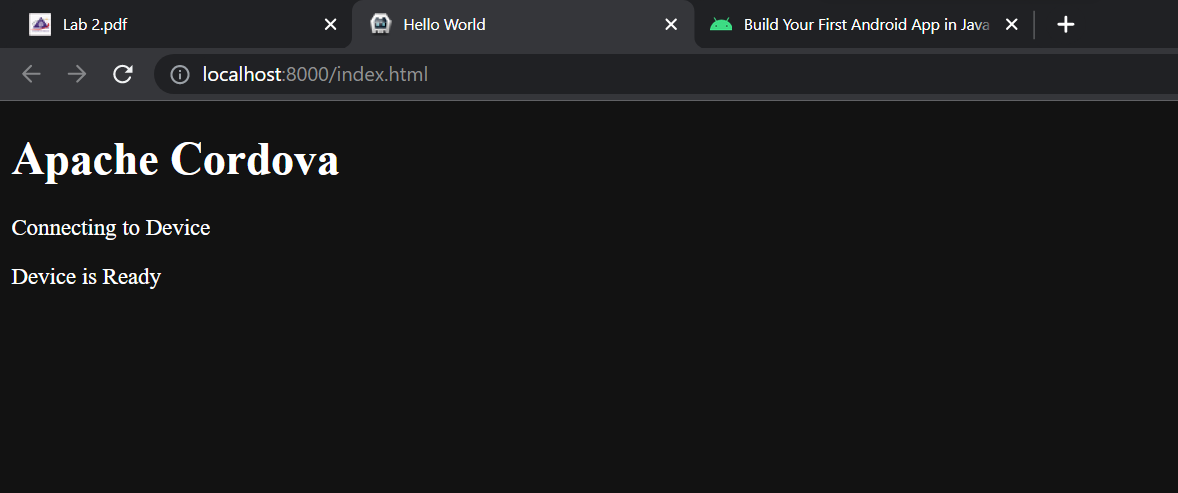 Lab 2.pdf
Hello World
Build Your First Android App in Java
localhost:8000/index.html
Apache Cordova
Connecting to Device
Device is Ready